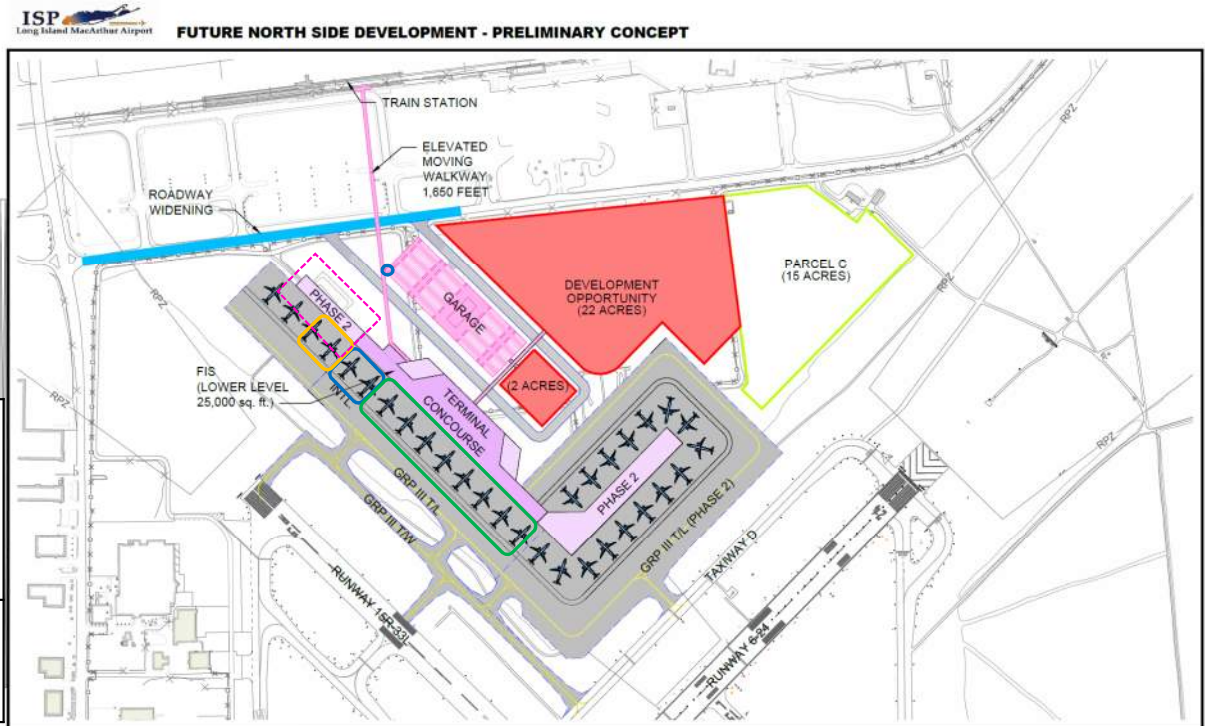 ISP
Long Island MacArthur Airport
FUTURE NORTH SIDE DEVELOPMENT - PRELIMINARY CONCEPT
TRAIN STATION
ELEVATED
MOVING
WALKWAY
1,650 FEET
ROADWAY
WIDENING
RPZ
RPZ
RPZ
RPZ
RPZ
RPZ
PARCEL C
(15 ACRES)
DEVELOPMENT
OPPORTUNITY
(22 ACRES)
GARAGE
PHASE 2
(2 ACRES)
FIS
(LOWER LEVEL
25,000 sq. ft.)
INT'L
TERMINAL
CONCOURSE
PHASE 2
GRP III T/L
GRP III T/W
GRP III T/L (PHASE 2)
TAXIWAY D
RUNWAY 15R-33L
RUNWAY 6-24
24